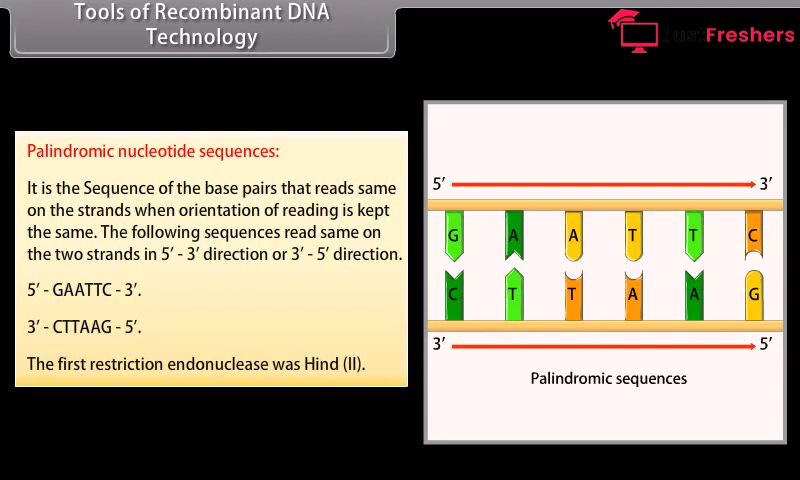 Tools of Recombinant DNA
Technology
Just Freshers
Palindromic nucleotide sequences:
It is the Sequence of the base pairs that reads same
on the strands when orientation of reading is kept
the same. The following sequences read same on
the two strands in 5′ - 3′ direction or 3′ - 5′ direction.
5′ - GAATTC - 3′.
3′ - CTTAAG - 5′.
The first restriction endonuclease was Hind (II).
5′ 3′
G A A T T C
C T T A A G
3′ 5′
Palindromic sequences